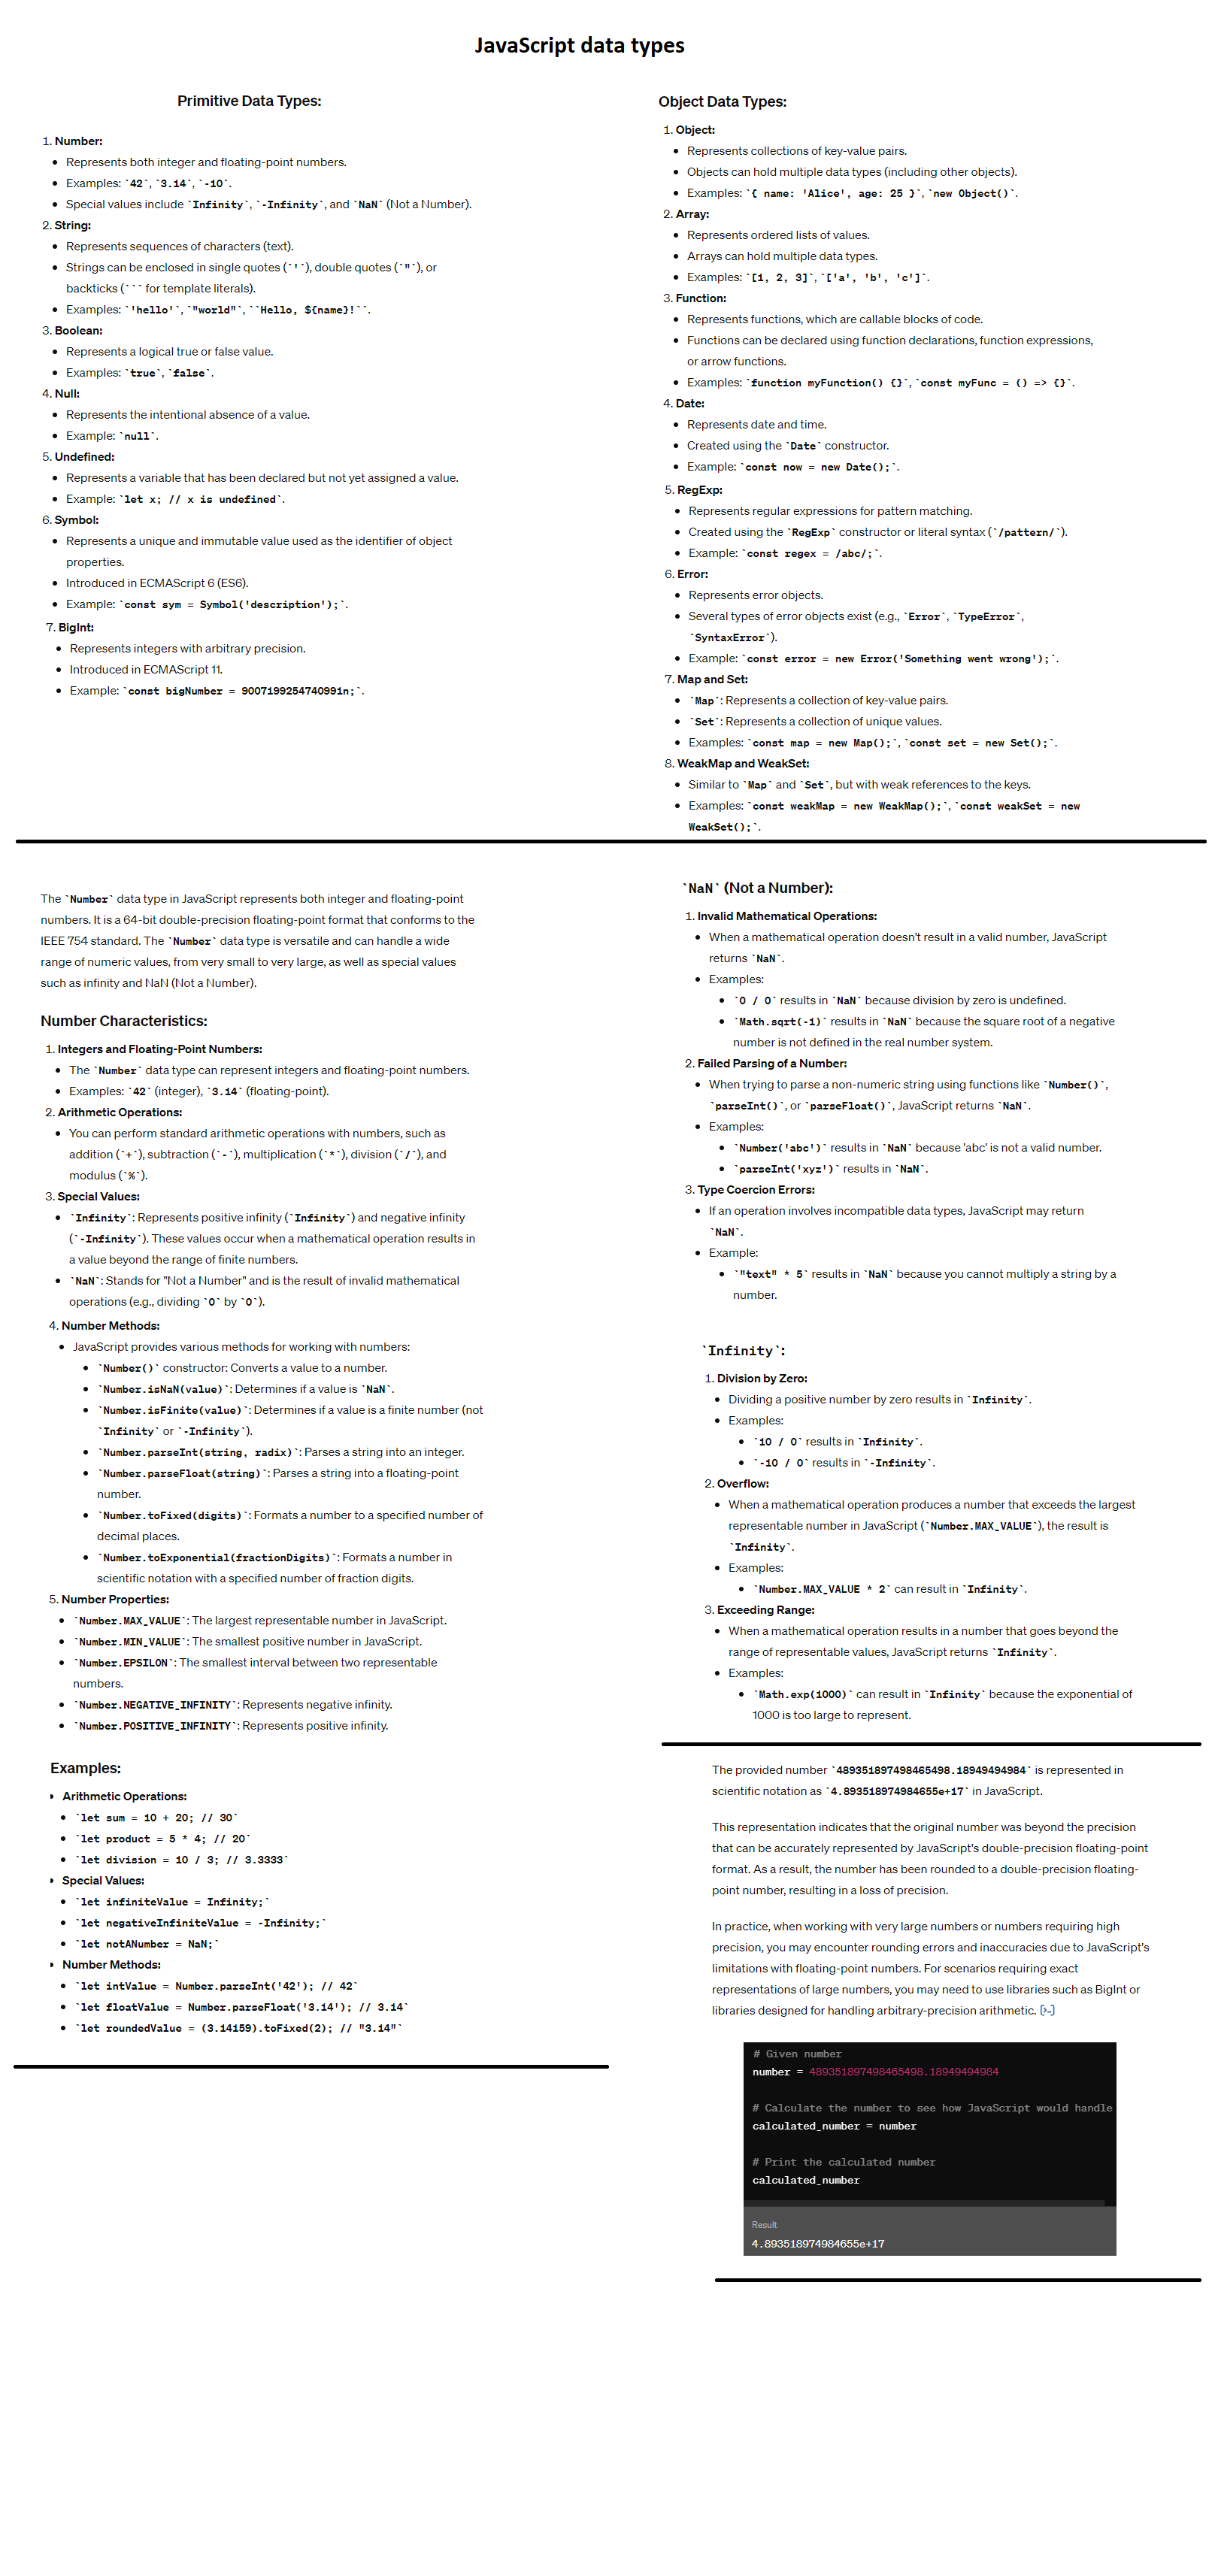 JavaScript data types
Primitive Data Types:
1. Number:
• Represents both integer and floating-point numbers.
• Examples: `42`, `3.14`, `-10`.
• Special values include `Infinity`, `-Infinity`, and `NaN` (Not a Number).
2. String:
• Represents sequences of characters (text).
• Strings can be enclosed in single quotes (`'`), double quotes (`"`), or
backticks (``` for template literals).
• Examples: `'hello'`, `"world"`, ``Hello, ${name}!``.
3. Boolean:
• Represents a logical true or false value.
• Examples: `true`, `false`.
4. Null:
• Represents the intentional absence of a value.
• Example: `null`.
5. Undefined:
• Represents a variable that has been declared but not yet assigned a value.
• Example: `let x; // x is undefined`.
6. Symbol:
• Represents a unique and immutable value used as the identifier of object
properties.
• Introduced in ECMAScript 6 (ES6).
• Example: `const sym = Symbol('description');`.
7. BigInt:
• Represents integers with arbitrary precision.
• Introduced in ECMAScript 11.
• Example: `const bigNumber = 9007199254740991n;`.
Object Data Types:
1. Object:
• Represents collections of key-value pairs.
• Objects can hold multiple data types (including other objects).
• Examples: `{ name: 'Alice', age: 25 }`, `new Object()`.
2. Array:
• Represents ordered lists of values.
• Arrays can hold multiple data types.
• Examples: `[1, 2, 3]`, `['a', 'b', 'c']`.
3. Function:
• Represents functions, which are callable blocks of code.
• Functions can be declared using function declarations, function expressions,
or arrow functions.
• Examples: `function myFunction() {}`, `const myFunc = () => {}`.
4. Date:
• Represents date and time.
• Created using the `Date` constructor.
• Example: `const now = new Date();`.
5. RegExp:
• Represents regular expressions for pattern matching.
• Created using the `RegExp` constructor or literal syntax (`/pattern/`).
• Example: `const regex = /abc/;`.
6. Error:
• Represents error objects.
• Several types of error objects exist (e.g., `Error`, `TypeError`,
`SyntaxError`).
• Example: `const error = new Error('Something went wrong');`.
7. Map and Set:
• `Map`: Represents a collection of key-value pairs.
• `Set`: Represents a collection of unique values.
• Examples: `const map = new Map();`, `const set = new Set();`.
8. WeakMap and WeakSet:
• Similar to `Map` and `Set`, but with weak references to the keys.
• Examples: `const weakMap = new WeakMap();`, `const weakSet = new
WeakSet();`.
The `Number` data type in JavaScript represents both integer and floating-point
numbers. It is a 64-bit double-precision floating-point format that conforms to the
IEEE 754 standard. The `Number` data type is versatile and can handle a wide
range of numeric values, from very small to very large, as well as special values
such as infinity and NaN (Not a Number).
Number Characteristics:
1. Integers and Floating-Point Numbers:
• The `Number` data type can represent integers and floating-point numbers.
• Examples: `42` (integer), `3.14` (floating-point).
2. Arithmetic Operations:
• You can perform standard arithmetic operations with numbers, such as
addition (`+`), subtraction (`-`), multiplication (`*`), division (`/`), and
modulus (`%`).
3. Special Values:
• `Infinity`: Represents positive infinity (`Infinity`) and negative infinity
(`-Infinity`). These values occur when a mathematical operation results in
a value beyond the range of finite numbers.
• `NaN`: Stands for "Not a Number" and is the result of invalid mathematical
operations (e.g., dividing `0` by `0`).
4. Number Methods:
• JavaScript provides various methods for working with numbers:
• `Number()` constructor: Converts a value to a number.
• `Number.isNaN(value)`: Determines if a value is `NaN`.
• `Number.isFinite(value)`: Determines if a value is a finite number (not
`Infinity` or `-Infinity`).
• `Number.parseInt(string, radix)`: Parses a string into an integer.
• `Number.parseFloat(string)`: Parses a string into a floating-point
number.
• `Number.toFixed(digits)`: Formats a number to a specified number of
decimal places.
• `Number.toExponential(fractionDigits)`: Formats a number in
scientific notation with a specified number of fraction digits.
5. Number Properties:
• `Number.MAX_VALUE`: The largest representable number in JavaScript.
• `Number.MIN_VALUE`: The smallest positive number in JavaScript.
• `Number.EPSILON`: The smallest interval between two representable
numbers.
• `Number.NEGATIVE_INFINITY`: Represents negative infinity.
• `Number.POSITIVE_INFINITY`: Represents positive infinity.
Examples:
• Arithmetic Operations:
• `let sum = 10 + 20; // 30`
• `let product = 5 * 4; // 20`
• `let division = 10 / 3; // 3.3333`
• Special Values:
• `let infiniteValue = Infinity;`
• `let negativeInfiniteValue = -Infinity;`
• `let notANumber = NaN;`
• Number Methods:
• `let intValue = Number.parseInt('42'); // 42`
• `let floatValue = Number.parseFloat('3.14'); // 3.14`
• `let roundedValue = (3.14159).toFixed(2); // "3.14"`
`NaN` (Not a Number):
1. Invalid Mathematical Operations:
• When a mathematical operation doesn't result in a valid number, JavaScript
returns `NaN`.
• Examples:
• `0 / 0` results in `NaN` because division by zero is undefined.
• `Math.sqrt(-1)` results in `NaN` because the square root of a negative
number is not defined in the real number system.
2. Failed Parsing of a Number:
• When trying to parse a non-numeric string using functions like `Number()`,
`parseInt()`, or `parseFloat()`, JavaScript returns `NaN`.
• Examples:
• `Number('abc')` results in `NaN` because 'abc' is not a valid number.
• `parseInt('xyz')` results in `NaN`.
3. Type Coercion Errors:
• If an operation involves incompatible data types, JavaScript may return
`NaN`.
• Example:
• `"text" * 5` results in `NaN` because you cannot multiply a string by a
number.
`Infinity`:
1. Division by Zero:
• Dividing a positive number by zero results in `Infinity`.
• Examples:
• `10 / 0` results in `Infinity`.
• `-10 / 0` results in `-Infinity`.
2. Overflow:
• When a mathematical operation produces a number that exceeds the largest
representable number in JavaScript (`Number.MAX_VALUE`), the result is
`Infinity`.
• Examples:
• `Number.MAX_VALUE * 2` can result in `Infinity`.
3. Exceeding Range:
• When a mathematical operation results in a number that goes beyond the
range of representable values, JavaScript returns `Infinity`.
• Examples:
• `Math.exp(1000)` can result in `Infinity` because the exponential of
1000 is too large to represent.
The provided number `489351897498465498.18949494984` is represented in
scientific notation as `4.893518974984655e+17` in JavaScript.
This representation indicates that the original number was beyond the precision
that can be accurately represented by JavaScript's double-precision floating-point
format. As a result, the number has been rounded to a double-precision floating-
point number, resulting in a loss of precision.
In practice, when working with very large numbers or numbers requiring high
precision, you may encounter rounding errors and inaccuracies due to JavaScript's
limitations with floating-point numbers. For scenarios requiring exact
representations of large numbers, you may need to use libraries such as BigInt or
libraries designed for handling arbitrary-precision arithmetic. [>-]
# Given number
number = 489351897498465498.18949494984
# Calculate the number to see how JavaScript would handle
calculated_number = number
# Print the calculated number
calculated_number
Result
4.893518974984655e+17